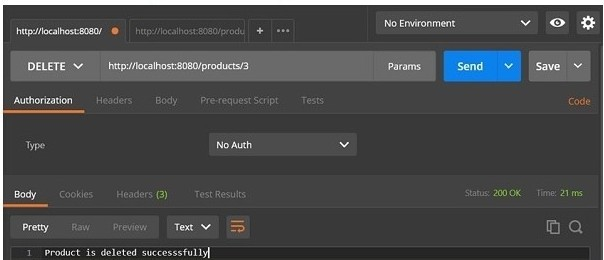 http://localhost:8080/ http://localhost:8080/produ + ••• No Environment
DELETE http://localhost:8080/products/3 Params Send Save
Authorization Headers Body Pre-request Script Tests Code
Type No Auth
Body Cookies Headers (3) Test Results Status: 200 OK Time: 21 ms
Pretty Raw Preview Text
1 Product is deleted successsfully